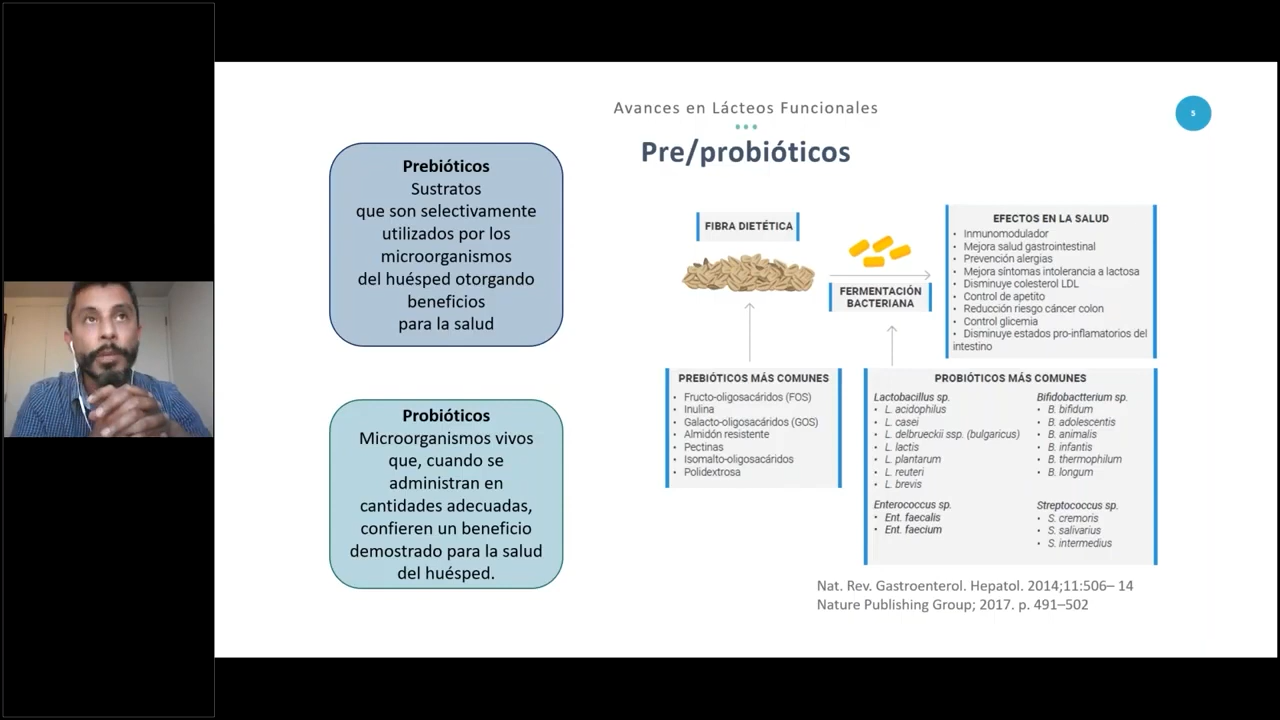 Avances en Lácteos Funcionales
5
Pre/probióticos
Prebióticos
Sustratos
que son selectivamente
utilizados por los
microorganismos
del huésped otorgando
beneficios
para la salud
Probióticos
Microorganismos vivos
que, cuando se
administran en
cantidades adecuadas,
confieren un beneficio
demostrado para la salud
del huésped.
FIBRA DIETÉTICA
FERMENTACIÓN
BACTERIANA
EFECTOS EN LA SALUD
• Inmunomodulador
• Mejora salud gastrointestinal
• Prevención alergias
• Mejora síntomas intolerancia a lactosa
• Disminuye colesterol LDL
• Control de apetito
• Reducción riesgo cáncer colon
• Control glicemia
• Disminuye estados pro-inflamatorios del
intestino
PREBIÓTICOS MÁS COMUNES
• Fructo-oligosacáridos (FOS)
• Inulina
• Galacto-oligosacáridos (GOS)
• Almidón resistente
• Pectinas
• Isomalto-oligosacáridos
• Polidextrosa
PROBIÓTICOS MÁS COMUNES
Lactobacillus sp.
• L. acidophilus
• L. casei
• L. delbrueckii ssp. (bulgaricus)
• L. lactis
• L. plantarum
• L. reuteri
• L. brevis
Enterococcus sp.
• Ent. faecalis
• Ent. faecium
Bifidobactterium sp.
• B. bifidum
• B. adolescentis
• B. animalis
• B. infantis
• B. thermophilum
• B. longum
Streptococcus sp.
• S. cremoris
• S. salivarius
• S. intermedius
Nat. Rev. Gastroenterol. Hepatol. 2014;11:506– 14
Nature Publishing Group; 2017. p. 491–502